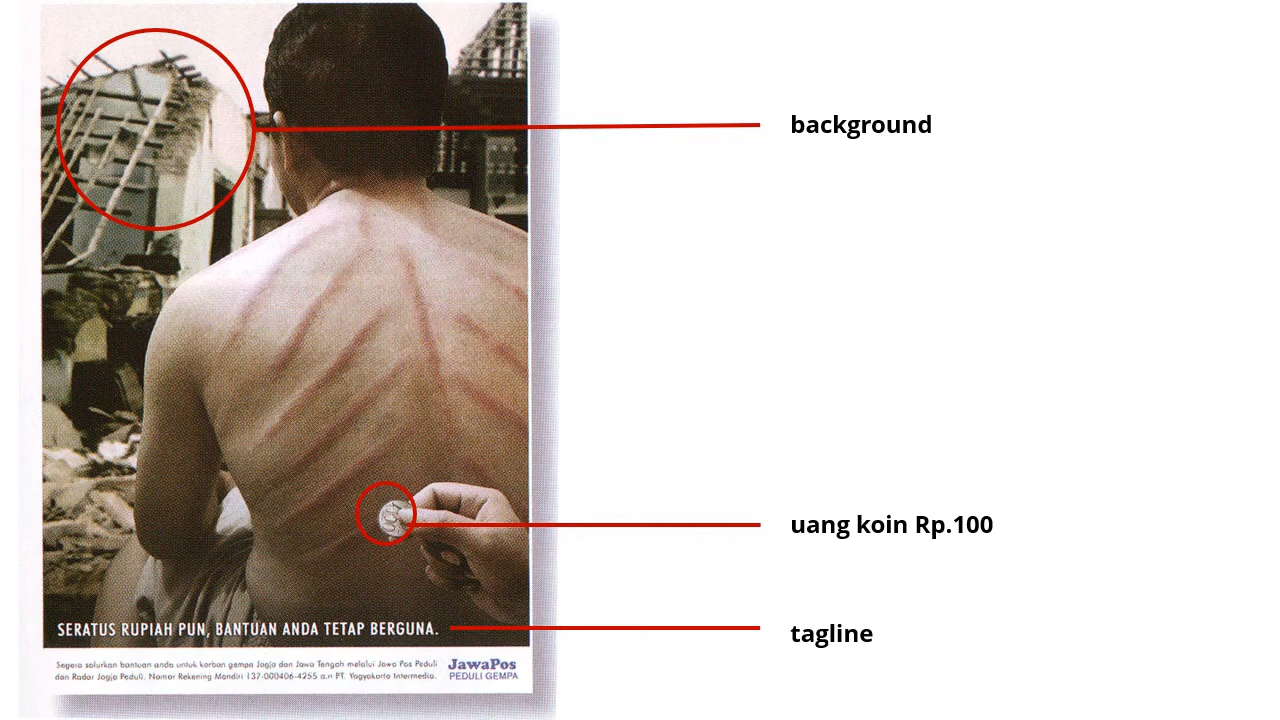 background
uang koin Rp.100
SERATUS RUPIAH PUN, BANTUAN ANDA TETAP BERGUNA.
tagline
Segera salurkan bantuan anda untuk korban gempa Jogja dan Jawa Tengah melalui Jawa Pos Peduli
dan Radar Jogja Peduli. Nomor Rekening Mandiri 137-000406-4255 a.n PT. Yogyakarta Intermedia.
JawaPos
PEDULI GEMPA